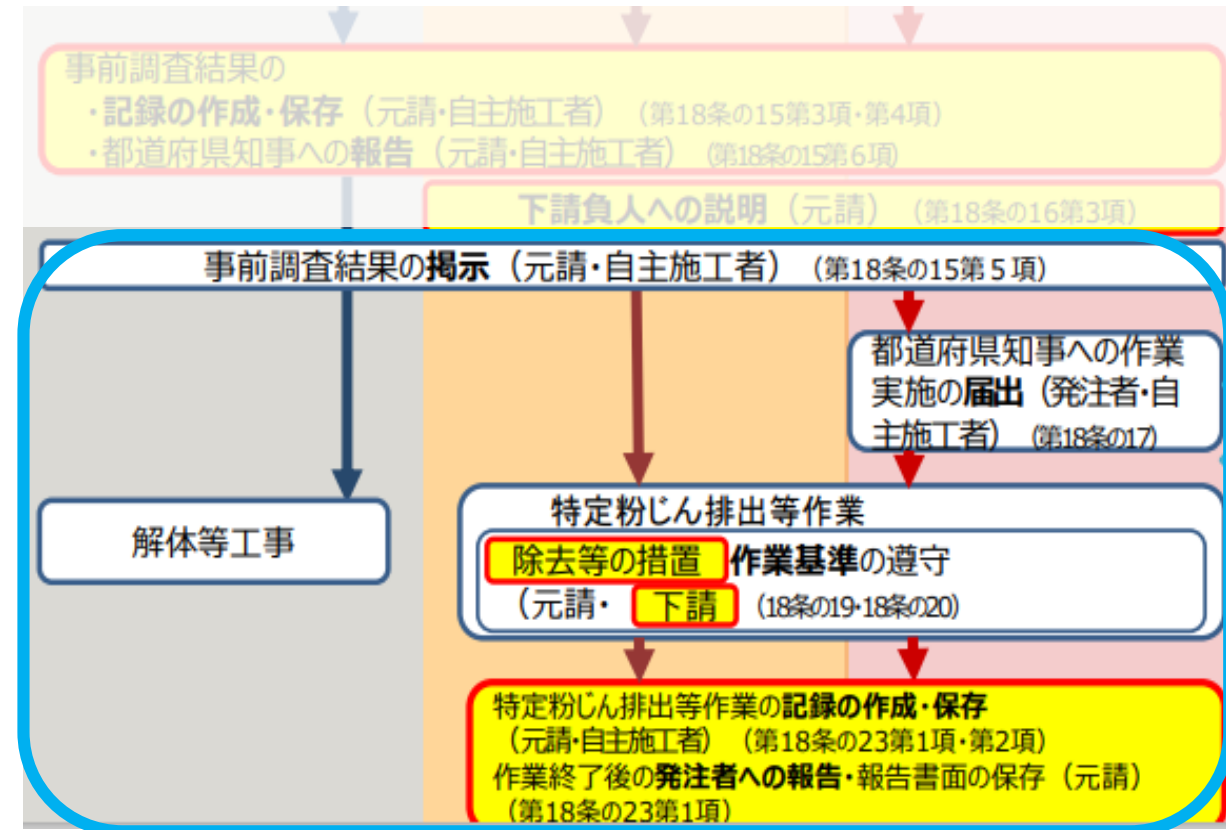 事前調査結果の
・記録の作成・保存（元請・自主施工者）（第18条の15第3項・第4項）
・都道府県知事への報告（元請・自主施工者）（第18条の15第6項）
下請負人への説明（元請）（第18条の16第3項）
事前調査結果の掲示（元請・自主施工者）（第18条の15第５項）
都道府県知事への作業
実施の届出（発注者・自
主施工者）（第18条の17）
解体等工事
特定粉じん排出等作業
除去等の措置 作業基準の遵守
（元請・ 下請 （18条の19・18条の20）
特定粉じん排出等作業の記録の作成・保存
（元請・自主施工者）（第18条の23第1項・第2項）
作業終了後の発注者への報告・報告書面の保存（元請）
（第18条の23第1項）